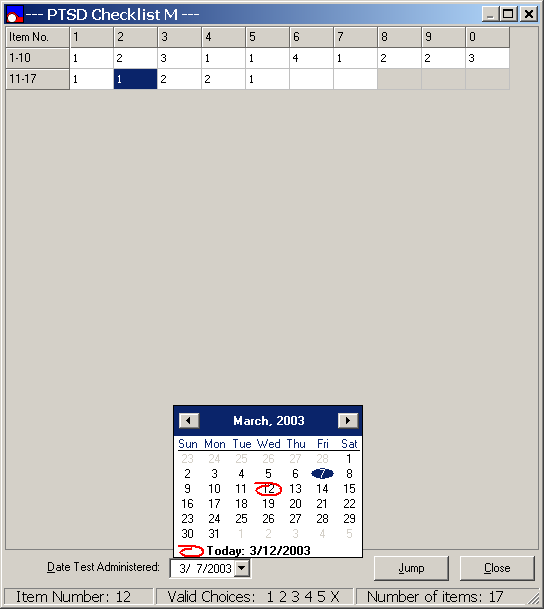 --- PTSD Checklist M ---
Item No. 1 2 3 4 5 6 7 8 9 0
1-10 1 2 3 1 1 4 1 2 2 3
11-17 1 1 2 2 1
March, 2003
Sun Mon Tue Wed Thu Fri Sat
23 24 25 26 27 28 1
2 3 4 5 6 7 8
9 10 11 12 13 14 15
16 17 18 19 20 21 22
23 24 25 26 27 28 29
30 31 1 2 3 4 5
Today: 3/12/2003
Date Test Administered: 3/ 7/2003 Jump Close
Item Number: 12 Valid Choices: 1 2 3 4 5 X Number of items: 17